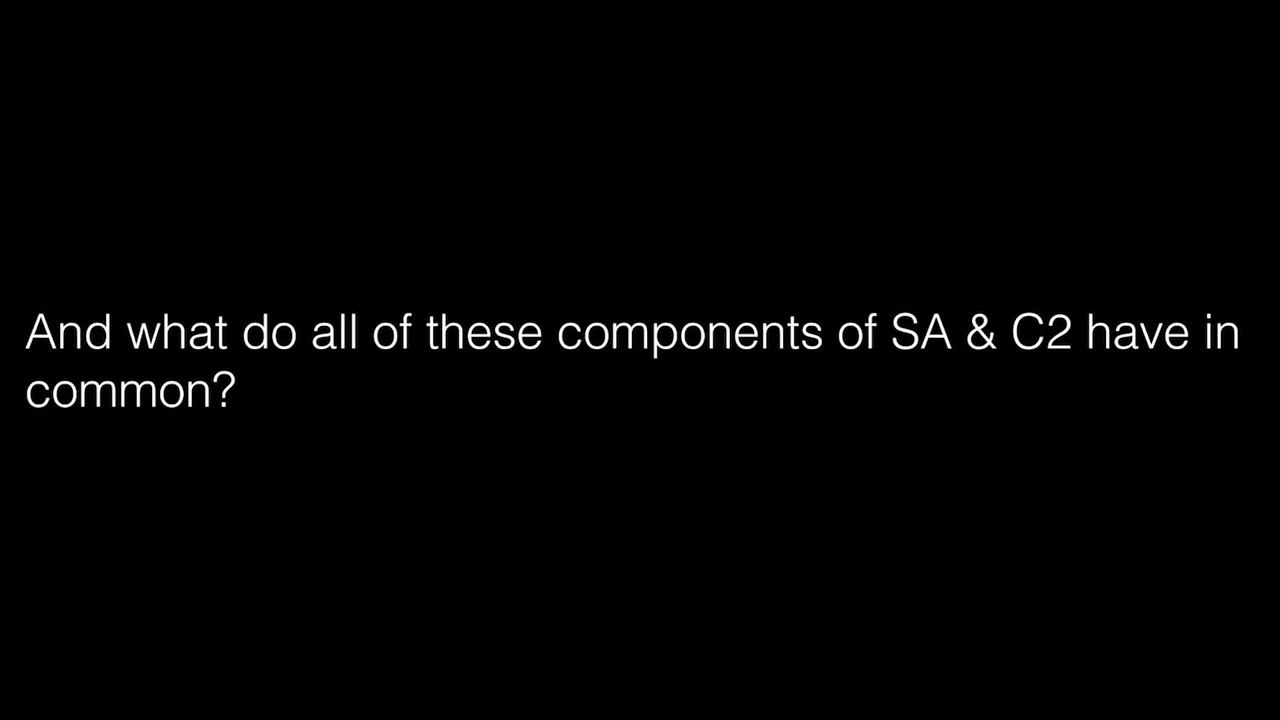 And what do all of these components of SA & C2 have in
common?